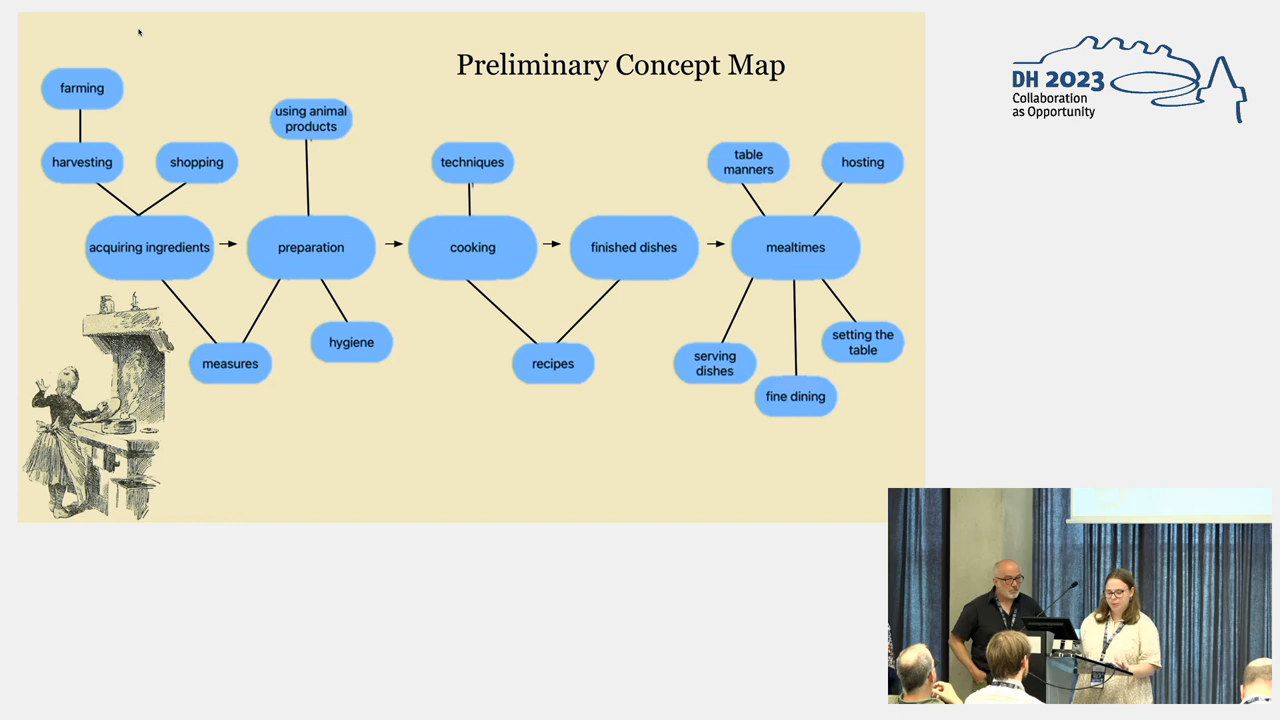 Preliminary Concept Map
farming
harvesting
shopping
using animal
products
techniques
table
manners
hosting
acquiring ingredients
preparation
cooking
finished dishes
mealtimes
measures
hygiene
recipes
serving
dishes
fine dining
setting the
table
DH 2023
Collaboration
as Opportunity